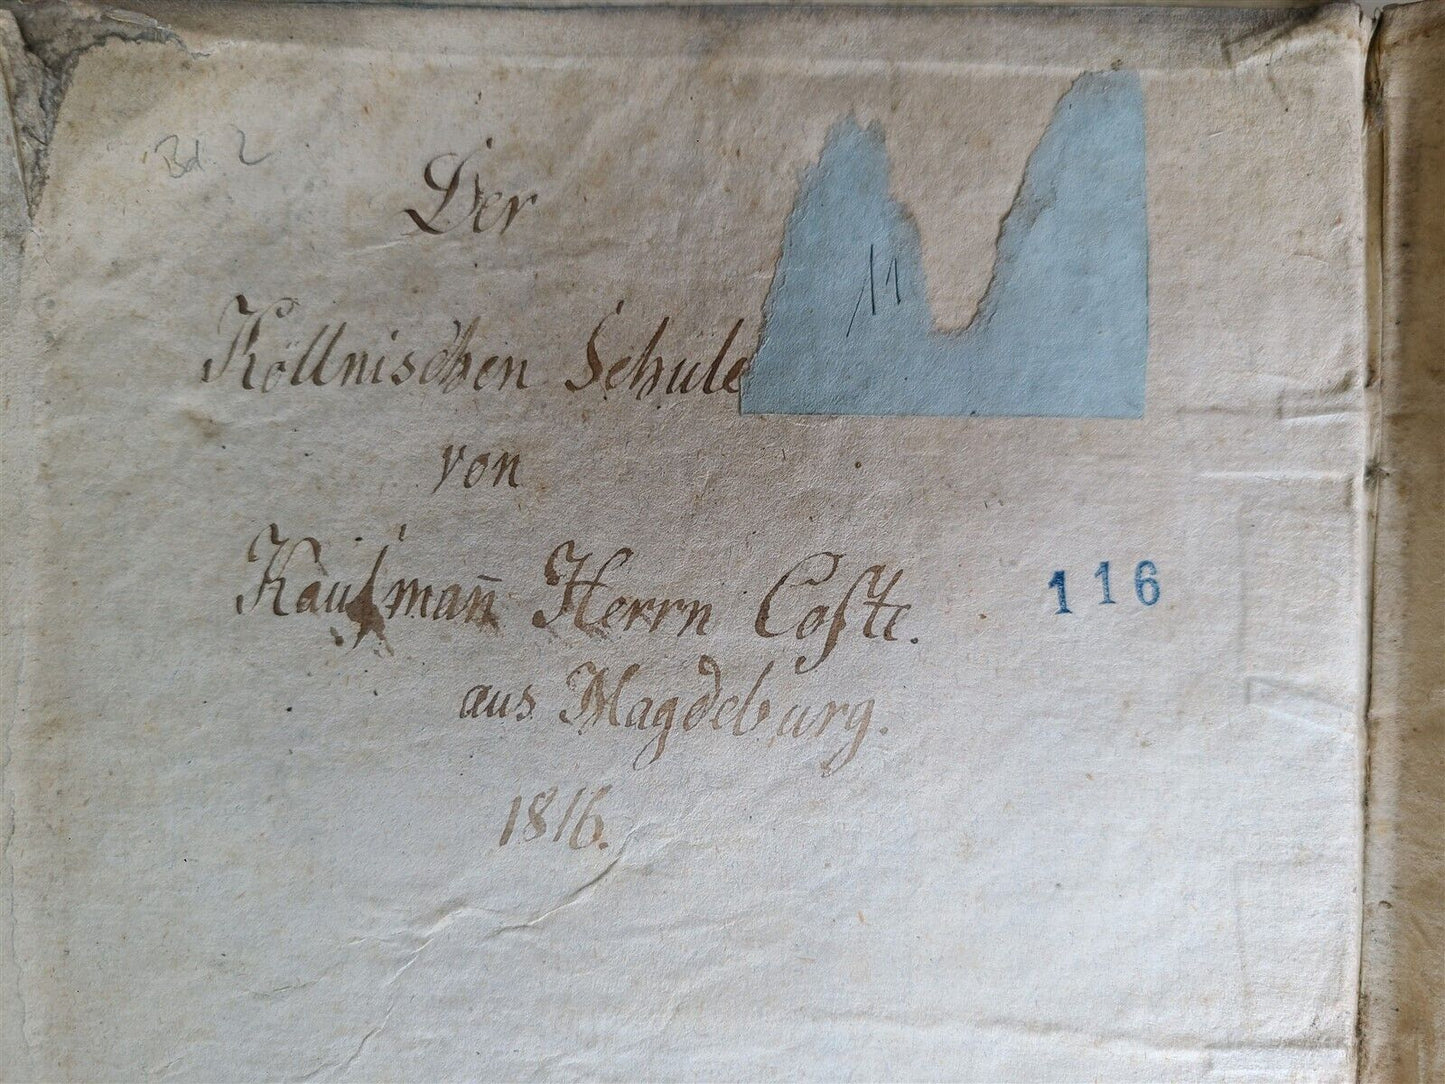 Bd. 2
Der
11
Köllnischen Schule
von
Kaufmañ Herrn Coſte.
116
aus Magdeburg.
1816.